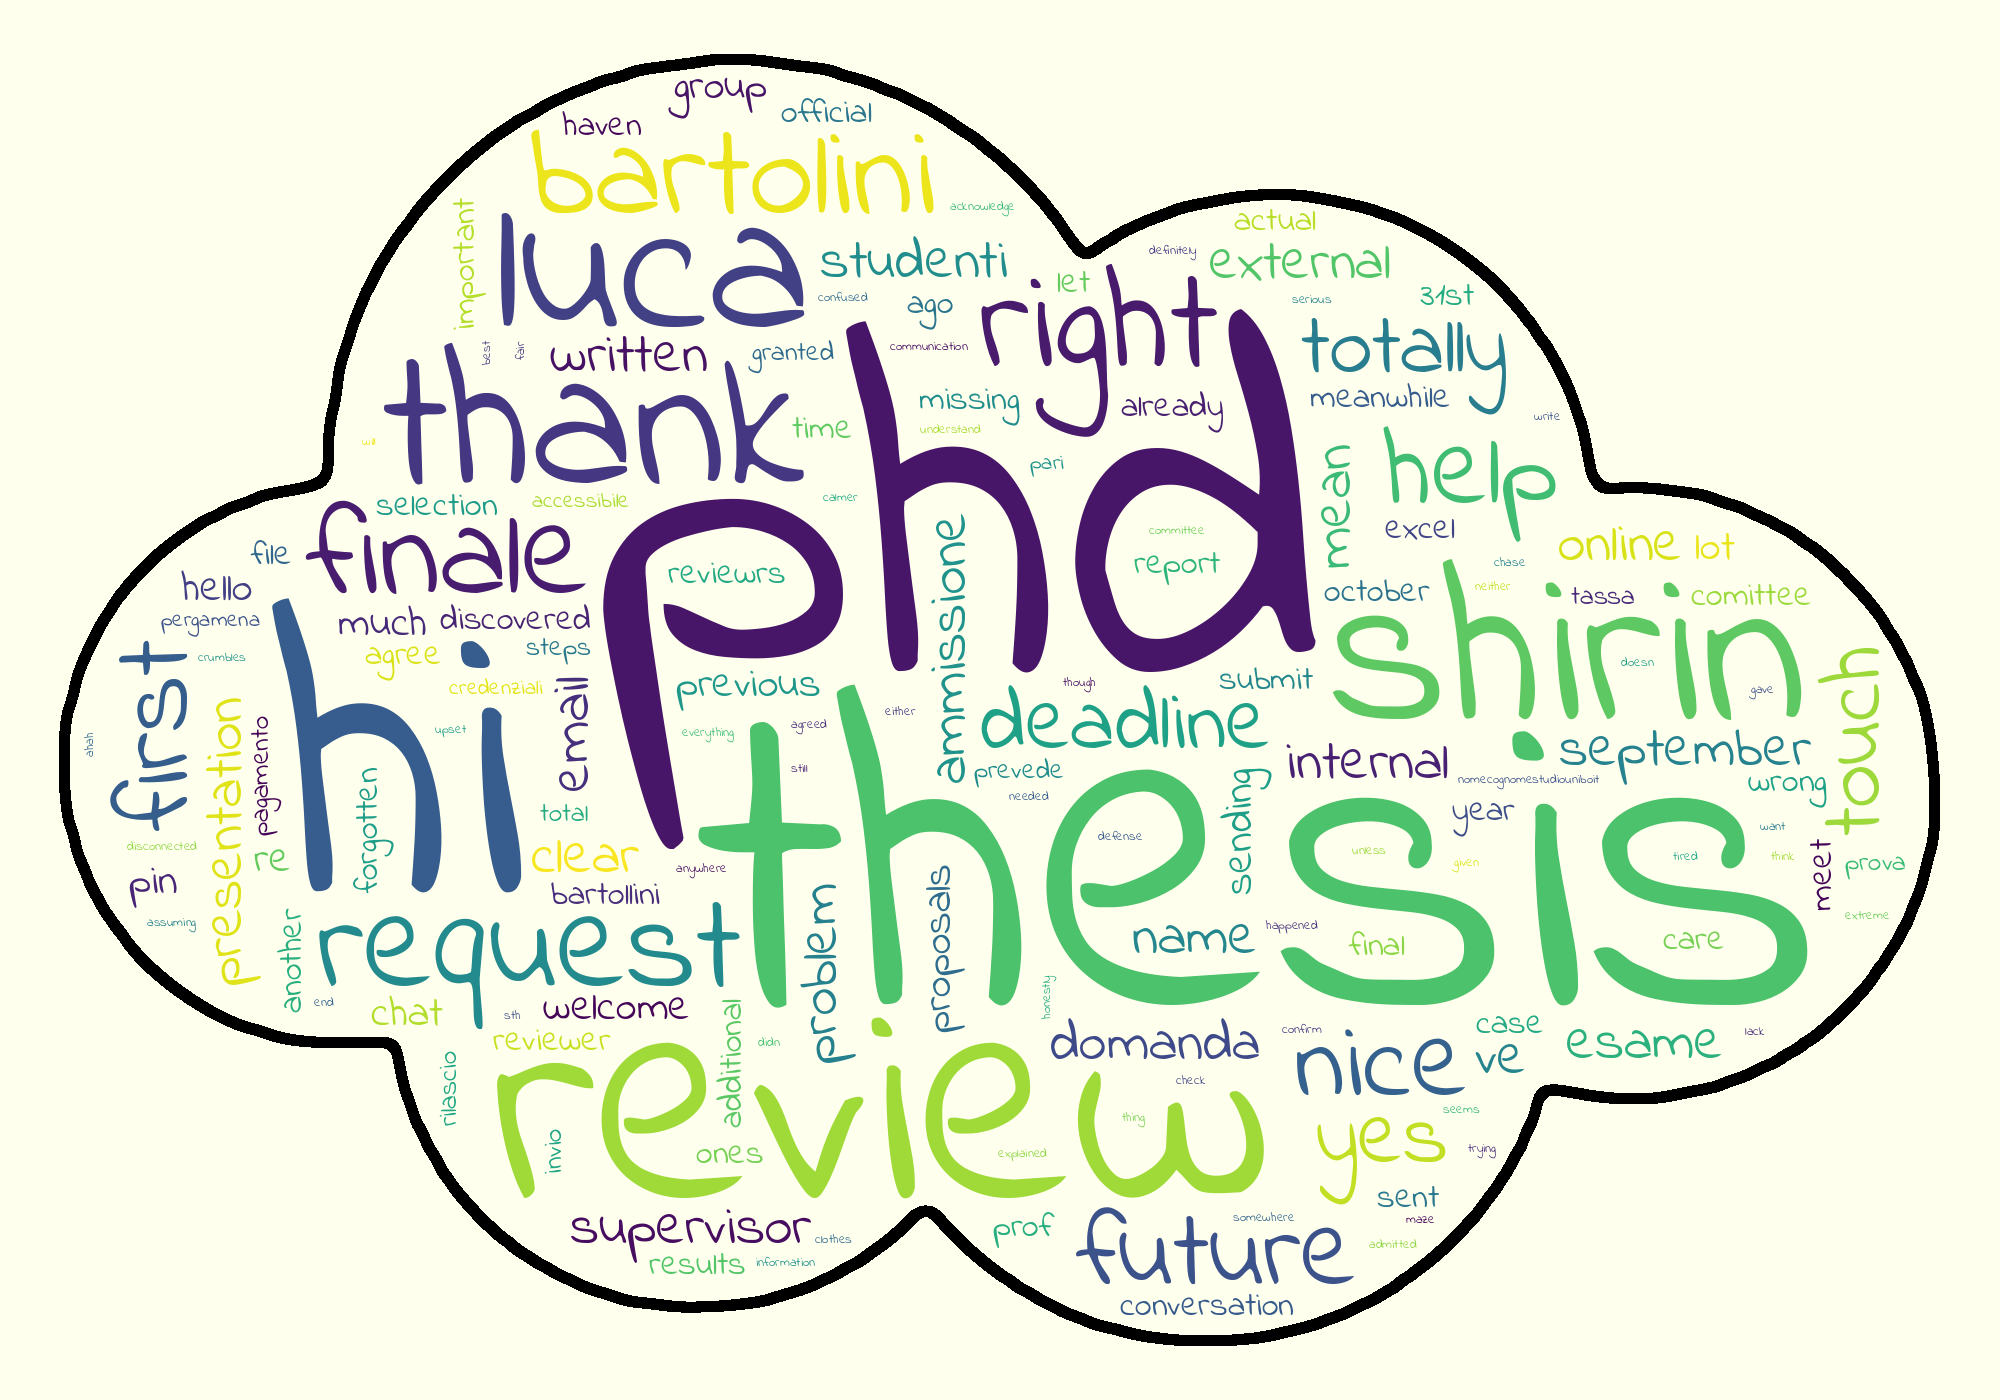 group
official
haven
bartolini
acknowledge
important
luca
studenti
actual
definitely
external
let
31st
serious
confused
ago
right
totally
best
fair
written
granted
communication
thank
phd
meanwhile
missing
already
write
time
understand
will
pari
mean
help
selection
accessibile
calmer
excel
finale
ammissione
committee
online
lot
file
reviewrs
report
chase
hello
october
neither
tassa
comittee
pergamena
much
discovered
hi
shirin
agree
steps
crumbles
doesn
first
credenziali
email
previous
though
submit
gave
touch
presentation
pagamento
upset
everything
agreed
either
deadline
ahah
still
internal
september
prevede
sending
nomecognomestudiouniboit
wrong
needed
forgotten
total
thesis
year
want
defense
disconnected
re
clear
anywhere
unless
tired
think
given
meet
prova
pin
bartollini
problem
proposals
assuming
another
request
name
happened
final
care
extreme
end
chat
sth
welcome
additional
honestly
domanda
confirm
case
lack
reviewer
didn
nice
ve
esame
rilascio
review
check
seems
invio
ones
explained
thing
yes
trying
supervisor
clothes
prof
somewhere
sent
maze
results
information
future
admitted
conversation